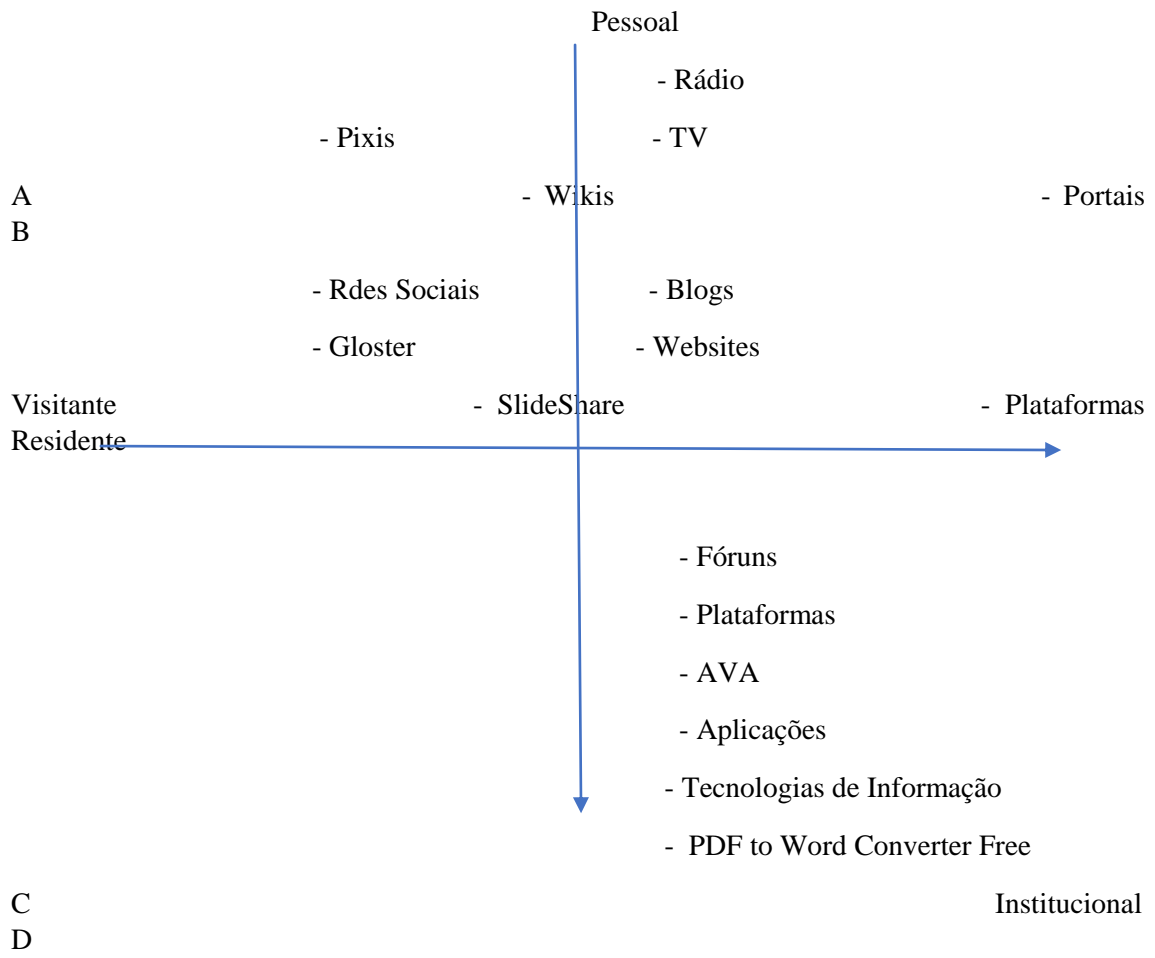 Pessoal
- Rádio
- Pixis - TV
A - Wikis - Portais
B
- Rdes Sociais - Blogs
- Gloster - Websites
Visitante - SlideShare - Plataformas
Residente
- Fóruns
- Plataformas
- AVA
- Aplicações
- Tecnologias de Informação
- PDF to Word Converter Free
C Institucional
D